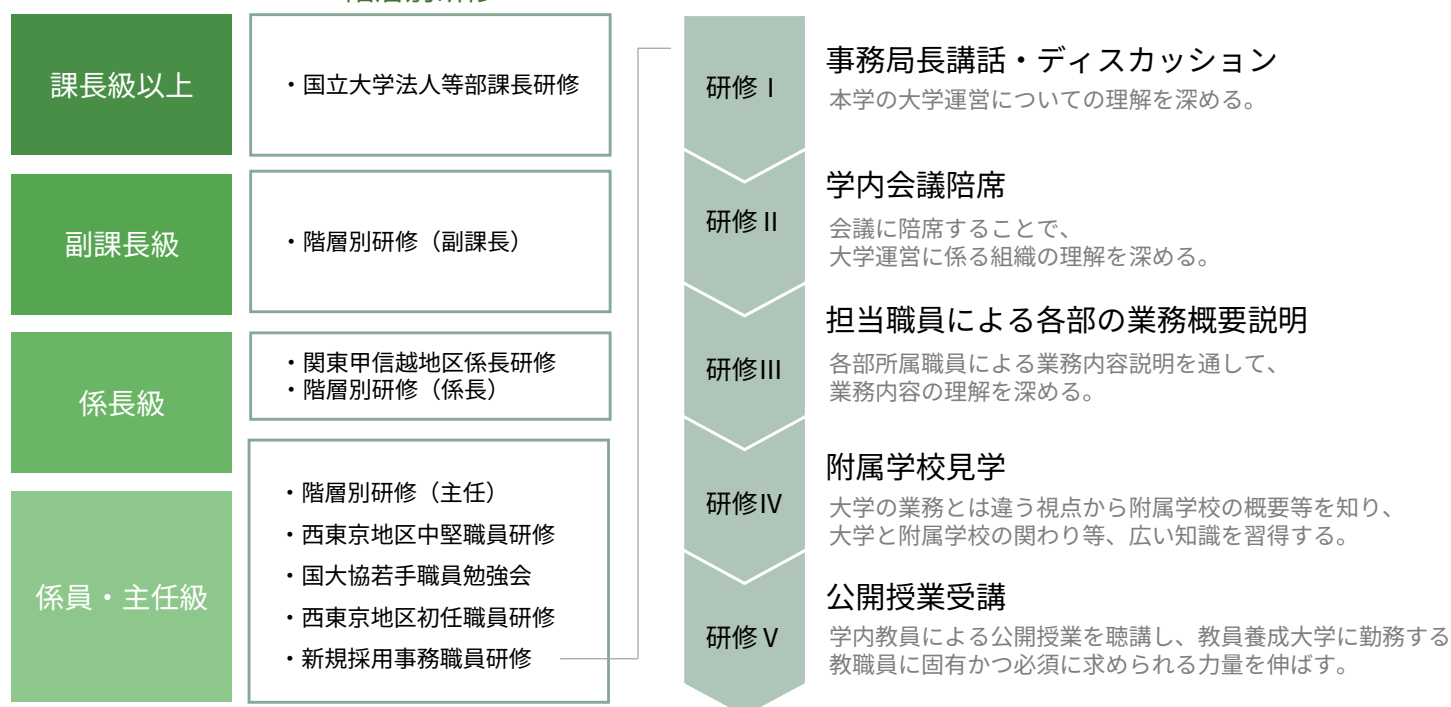 階層別研修
課長級以上
・国立大学法人等部課長研修
副課長級
・階層別研修（副課長）
係長級
・関東甲信越地区係長研修
・階層別研修（係長）
係員・主任級
・階層別研修（主任）
・西東京地区中堅職員研修
・国大協若手職員勉強会
・西東京地区初任職員研修
・新規採用事務職員研修
研修Ⅰ
事務局長講話・ディスカッション
本学の大学運営についての理解を深める。
研修Ⅱ
学内会議陪席
会議に陪席することで、
大学運営に係る組織の理解を深める。
研修Ⅲ
担当職員による各部の業務概要説明
各部所属職員による業務内容説明を通して、
業務内容の理解を深める。
研修Ⅳ
附属学校見学
大学の業務とは違う視点から附属学校の概要等を知り、
大学と附属学校の関わり等、広い知識を習得する。
研修Ⅴ
公開授業受講
学内教員による公開授業を聴講し、教員養成大学に勤務する
教職員に固有かつ必須に求められる力量を伸ばす。